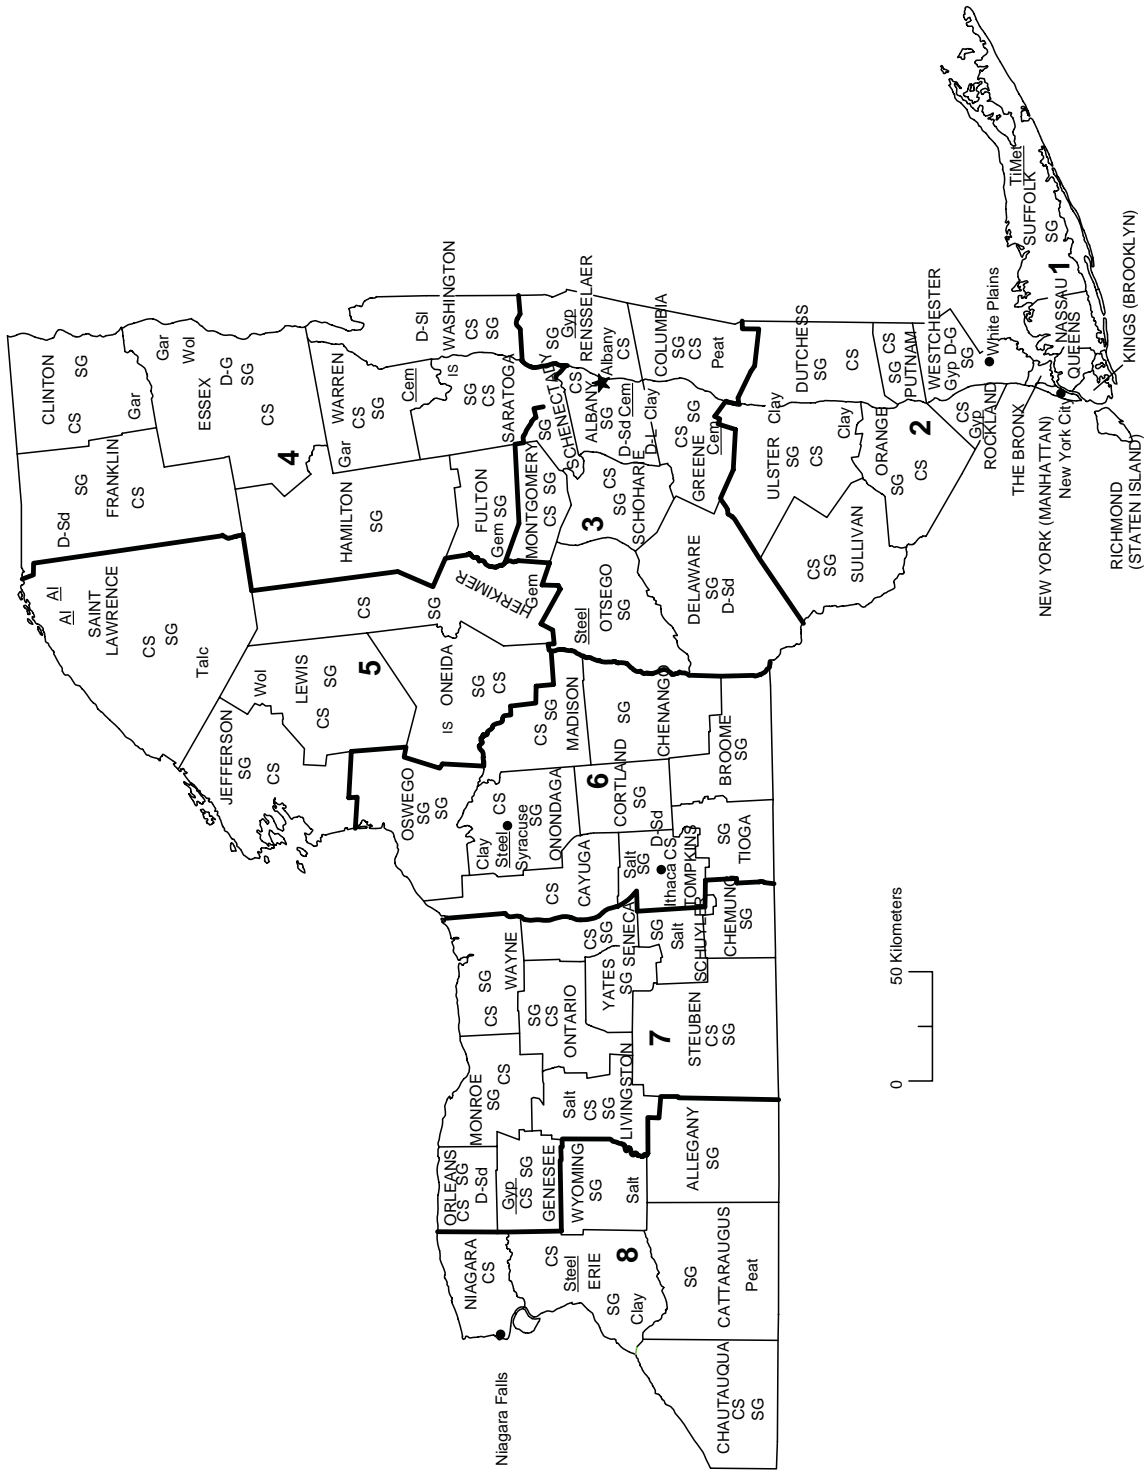 CLINTON
CS
SG
Gar
D-Sd
SG
FRANKLIN
CS
Gar
Wol
ESSEX
D-G
SG
CS
4
HAMILTON
SG
WARREN
Gar
CS
SG
Cem
D-Sl
WASHINGTON
CS
SG
IS
SG
CS
SARATOGA
FULTON
Gem SG
Al
Al
SAINT
LAWRENCE
CS
SG
Talc
JEFFERSON
SG
CS
Wol
LEWIS
CS
SG
5
CS
SG
HERKIMER
Gem
IS
ONEIDA
SG
CS
MONTGOMERY
CS SG
SG
SCHENECTADY
CS
SG
Gyp
RENSSELAER
ALBANY
SG
D-Sd
Cem
Albany
CS
3
SG
CS
SCHOHARIE
D-L
Clay
CS
SG
GREENE
Cem
COLUMBIA
SG
CS
Peat
Steel
OTSEGO
SG
DELAWARE
SG
D-Sd
OSWEGO
SG
SG
CS
SG
MADISON
SG
CHENANGO
Clay
Steel
CS
Syracuse
SG
ONONDAGA
6
CORTLAND
SG
CS
CAYUGA
Salt
SG
D-Sd
Ithaca
CS
TOMPKINS
SG
TIOGA
BROOME
SG
ULSTER
Clay
SG
CS
Clay
CS
SG
SULLIVAN
ORANGE
SG
CS
2
DUTCHESS
SG
CS
SG
CS
PUTNAM
WESTCHESTER
Gyp
D-G
SG
White Plains
CS
Gyp
ROCKLAND
THE BRONX
NEW YORK (MANHATTAN)
New York City
RICHMOND
(STATEN ISLAND)
KINGS (BROOKLYN)
QUEENS
NASSAU
1
SG
SUFFOLK
TiMet
CS
SG
WAYNE
CS
SG
SENECA
YATES
SG
SG
CS
ONTARIO
SG
Salt
SCHUYLER
CHEMUNG
SG
7
STEUBEN
CS
SG
MONROE
SG
CS
Salt
CS
SG
LIVINGSTON
ORLEANS
CS
SG
D-Sd
Gyp
CS
SG
GENESEE
WYOMING
SG
Salt
ALLEGANY
SG
NIAGARA
CS
Niagara Falls
CS
Steel
ERIE
SG
Clay
8
SG
CATTARAUGUS
Peat
CHAUTAUQUA
CS
SG
0
50 Kilometers